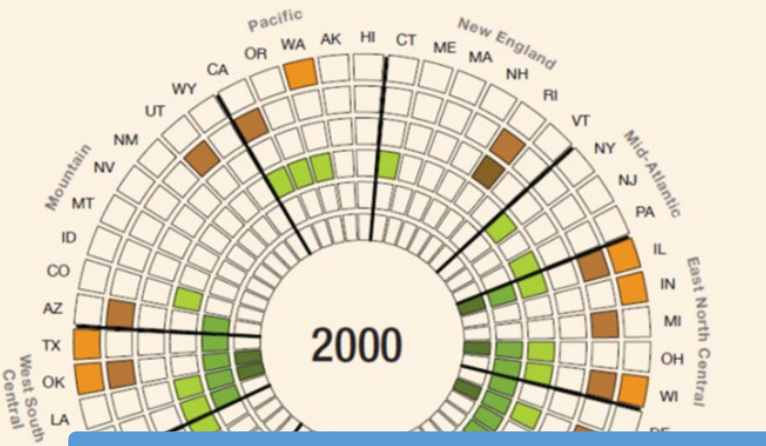 Pacific
New England
Mid-Atlantic
East North Central
Mountain
West South
Central
HI
CT
ME
MA
NH
RI
VT
NY
NJ
PA
IL
IN
MI
OH
WI
LA
OK
TX
AZ
CO
ID
MT
NV
NM
UT
WY
CA
OR
WA
AK
2000